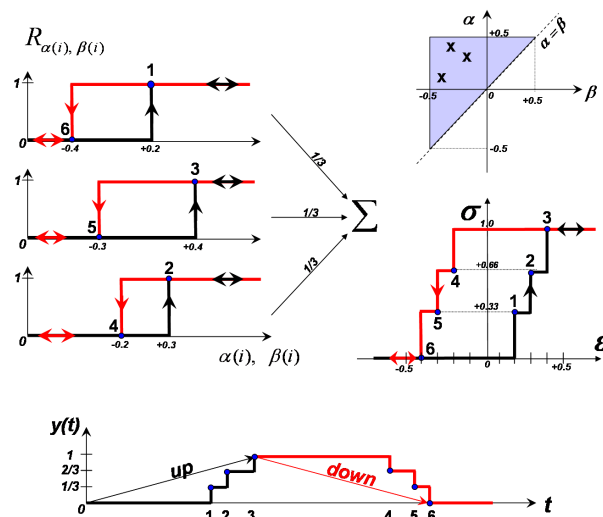 R α(i), β(i)
1
1
6
0
-0.4
+0.2
1
3
5
0
-0.3
+0.4
1
2
4
0
-0.2
+0.3
α(i), β(i)
1/3
1/3
1/3
Σ
α
+0.5
α=β
x
x
x
-0.5
0
+0.5
β
-0.5
σ
1.0
3
+0.66
2
4
+0.33
1
5
6
-0.5
0
+0.5
ε
y(t)
1
2/3
1/3
0
up
down
1 2 3 4 5 6
t